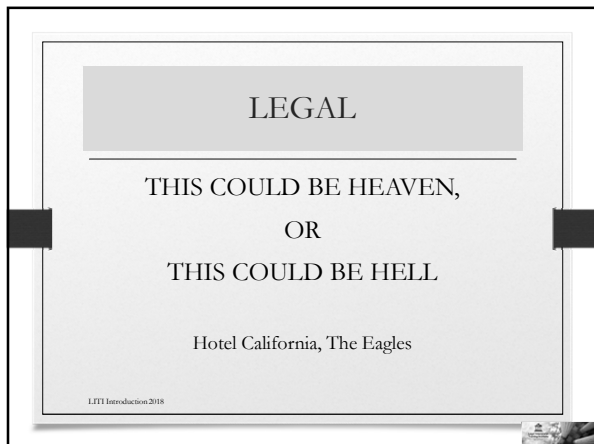 LEGAL
THIS COULD BE HEAVEN,
OR
THIS COULD BE HELL
Hotel California, The Eagles
LITI Introduction 2018